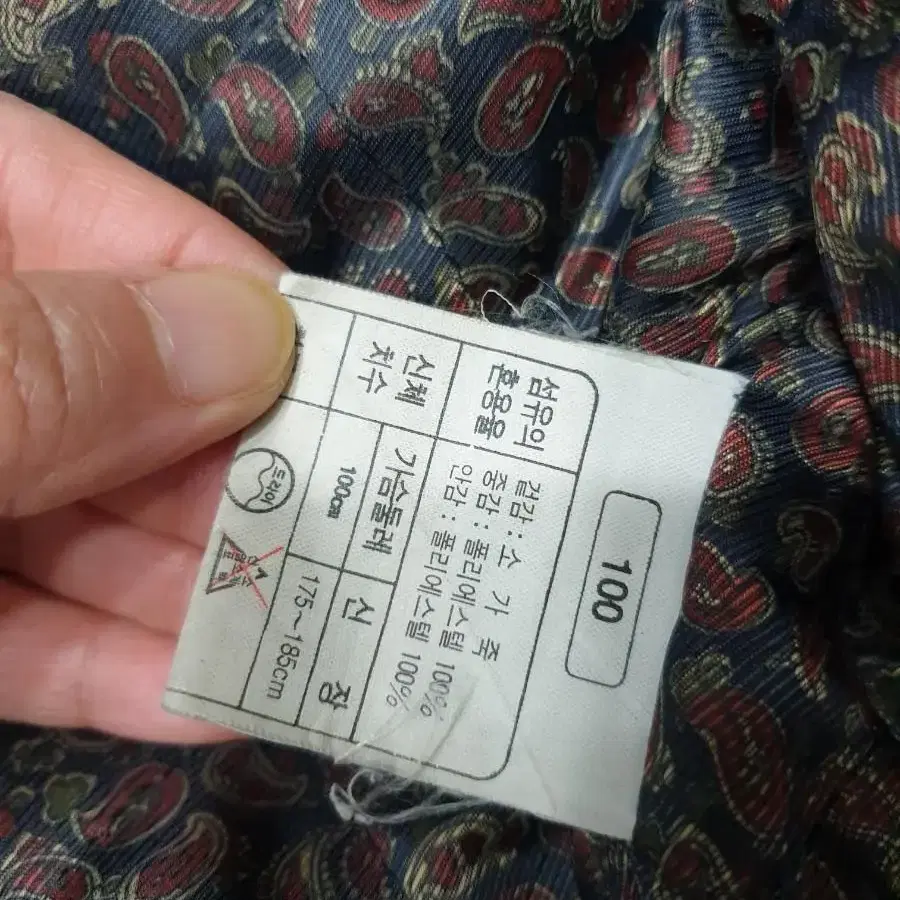 100
섬유의
혼용율
겉감 : 소 가 죽
중감 : 폴리에스텔 100%
안감 : 폴리에스텔 100%
신체
치수
가슴둘레
신 장
100cm
175~185cm
드라이